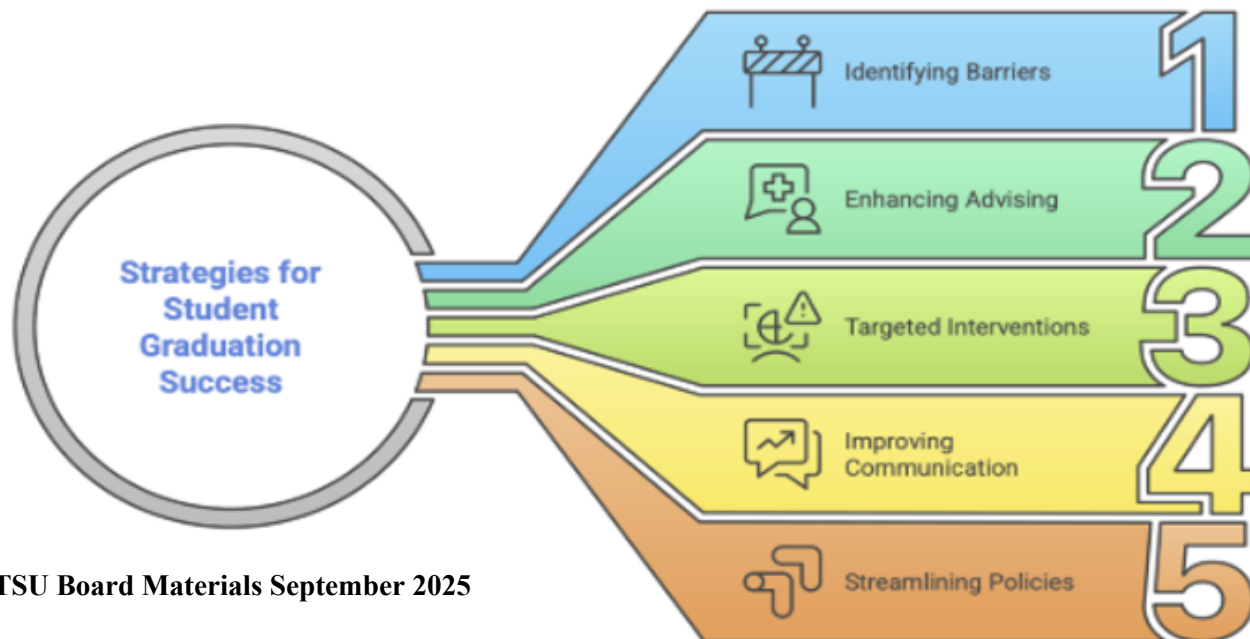 Strategies for
Student
Graduation
Success
1
Identifying Barriers
2
Enhancing Advising
3
Targeted Interventions
4
Improving
Communication
5
Streamlining Policies
TSU Board Materials September 2025